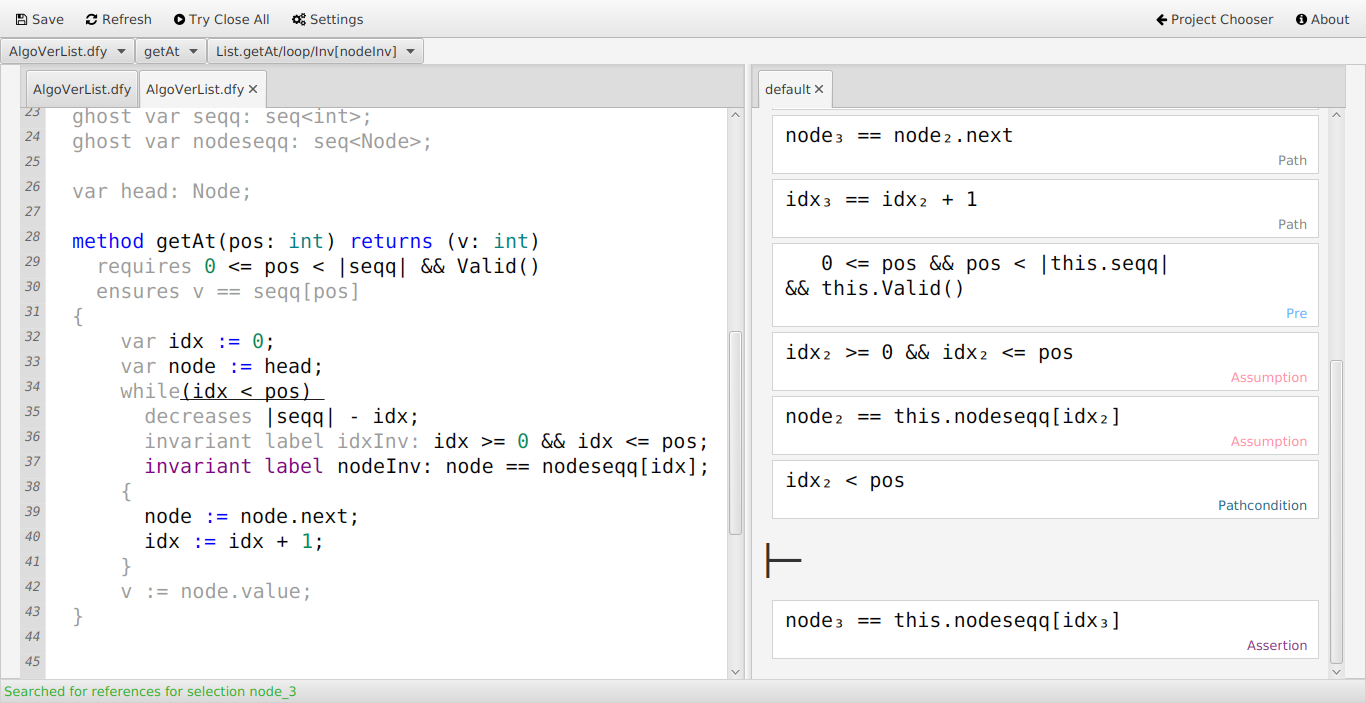 Save Refresh Try Close All Settings Project Chooser About
AlgoVerList.dfy getAt List.getAt/loop/Inv[nodeInv]
AlgoVerList.dfy AlgoVerList.dfy
23 ghost var seqq: seq<int>;
24 ghost var nodeseqq: seq<Node>;
25
26 var head: Node;
27
28 method getAt(pos: int) returns (v: int)
29 requires 0 <= pos < |seqq| && Valid()
30 ensures v == seqq[pos]
31 {
32 var idx := 0;
33 var node := head;
34 while(idx < pos)
35 decreases |seqq| - idx;
36 invariant label idxInv: idx >= 0 && idx <= pos;
37 invariant label nodeInv: node == nodeseqq[idx];
38 {
39 node := node.next;
40 idx := idx + 1;
41 }
42 v := node.value;
43 }
44
45
default
node₃ == node₂.next
Path
idx₃ == idx₂ + 1
Path
0 <= pos && pos < |this.seqq|
&& this.Valid()
Pre
idx₂ >= 0 && idx₂ <= pos
Assumption
node₂ == this.nodeseqq[idx₂]
Assumption
idx₂ < pos
Pathcondition
⊢
node₃ == this.nodeseqq[idx₃]
Assertion
Searched for references for selection node_3